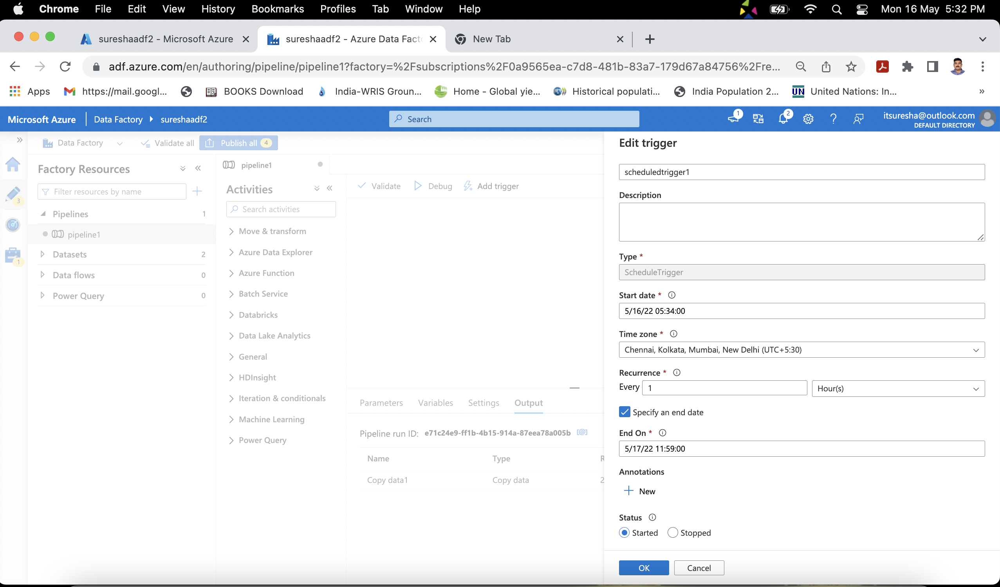 Chrome File Edit View History Bookmarks Profiles Tab Window Help Mon 16 May 5:32 PM
sureshaadf2 - Microsoft Azure sureshaadf2 - Azure Data Facto New Tab
adf.azure.com/en/authoring/pipeline/pipeline1?factory=%2Fsubscriptions%2F0a9565ea-c7d8-481b-83a7-179d67a84756%2Fre...
Apps https://mail.googl... BOOKS Download India-WRIS Groun... Home - Global yie... Historical populati... India Population 2... UN United Nations: In... »
Microsoft Azure Data Factory sureshaadf2 Search 1 2 itsuresha@outlook.com
DEFAULT DIRECTORY
Data Factory Validate all Publish all 4
Factory Resources
Filter resources by name
3
1
Pipelines 1
pipeline1
Datasets 2
Data flows 0
Power Query 0
pipeline1
Activities
Search activities
Move & transform
Azure Data Explorer
Azure Function
Batch Service
Databricks
Data Lake Analytics
General
HDInsight
Iteration & conditionals
Machine Learning
Power Query
Validate Debug Add trigger
Parameters Variables Settings Output
Pipeline run ID: e71c24e9-ff1b-4b15-914a-87eea78a005b [@]
Name Type R
Copy data1 Copy data 2
Edit trigger
scheduledtrigger1
Description
Type *
ScheduleTrigger
Start date *
5/16/22 05:34:00
Time zone *
Chennai, Kolkata, Mumbai, New Delhi (UTC+5:30)
Recurrence *
Every 1 Hour(s)
Specify an end date
End On *
5/17/22 11:59:00
Annotations
New
Status
Started Stopped
OK Cancel